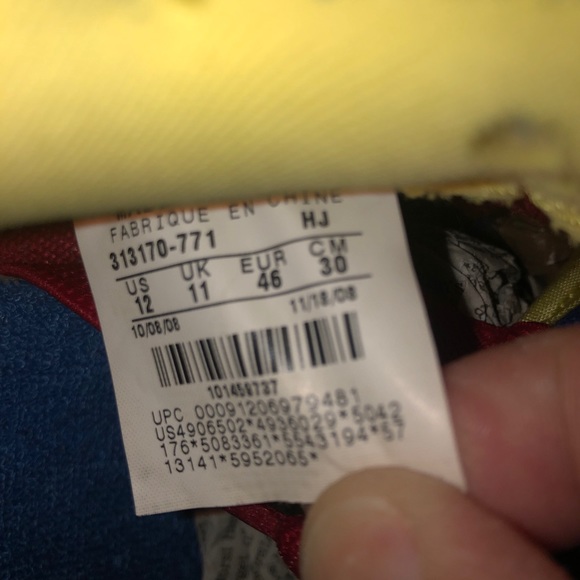 FABRIQUE EN CHINE
313170-771 HJ
US UK EUR CM
12 11 46 30
10/08/08 11/18/08
101459737
UPC 00091206979481
US4906502*4936029*5042
176*5083361*5543194*57
13141*5952065*